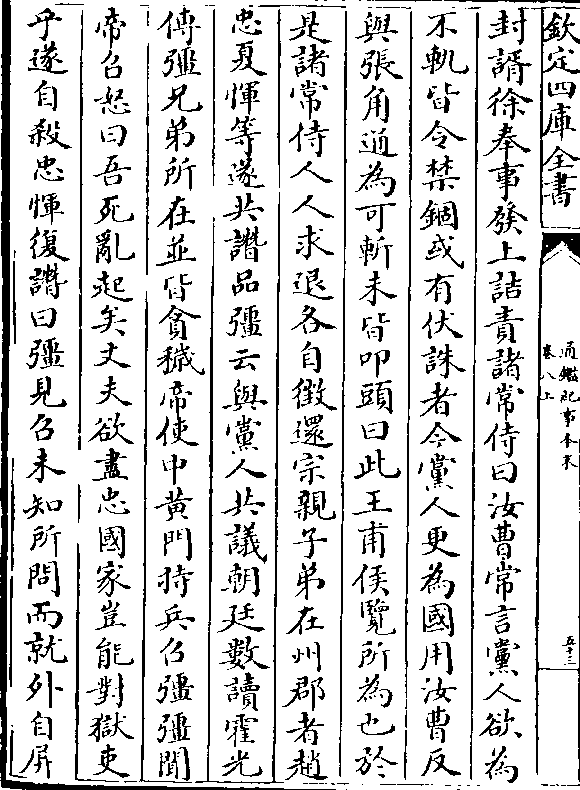 欽定四庫全書
通鑑紀事本末
卷八上
五十三
封諝徐奉事發上詰責諸常侍曰汝曹常言黨人欲為
不軌皆令禁錮或有伏誅者今黨人更為國用汝曹反
與張角通為可斬未皆叩頭曰此王甫侯覽所為也於
是諸常侍人人求退各自徴還宗親子弟在州郡者趙
忠夏惲等遂共譖品彊云與黨人共議朝廷數讀霍光
傳彊兄弟所在並皆貪穢帝使中黄門持兵召彊彊聞
帝召怒曰吾死亂起矣丈夫欲盡忠國家豈能對獄吏
乎遂自殺忠惲復譖曰彊見召未知所問而就外自屏